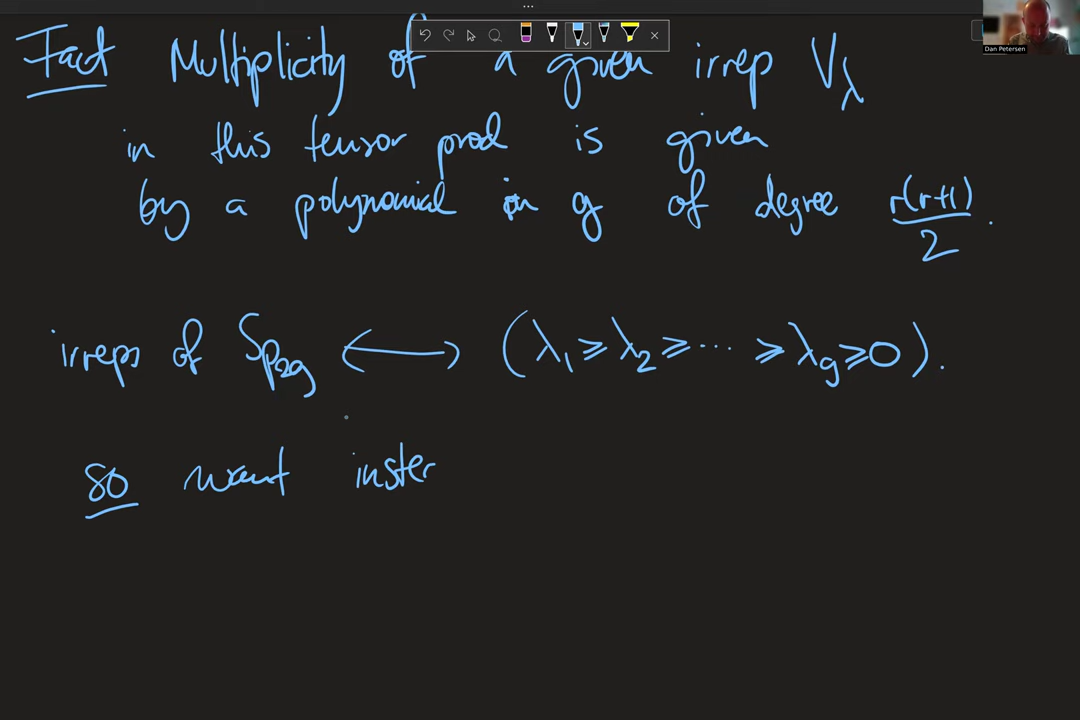 Dan Petersen
Fact Multiplicity of a given irrep V_λ
in this tensor prod is given
by a polynomial in g of degree r(r+1)/2.
irreps of Sp_2g ⟷ (λ_1 ≥ λ_2 ≥ ⋯ ≥ λ_g ≥ 0).
so want inster